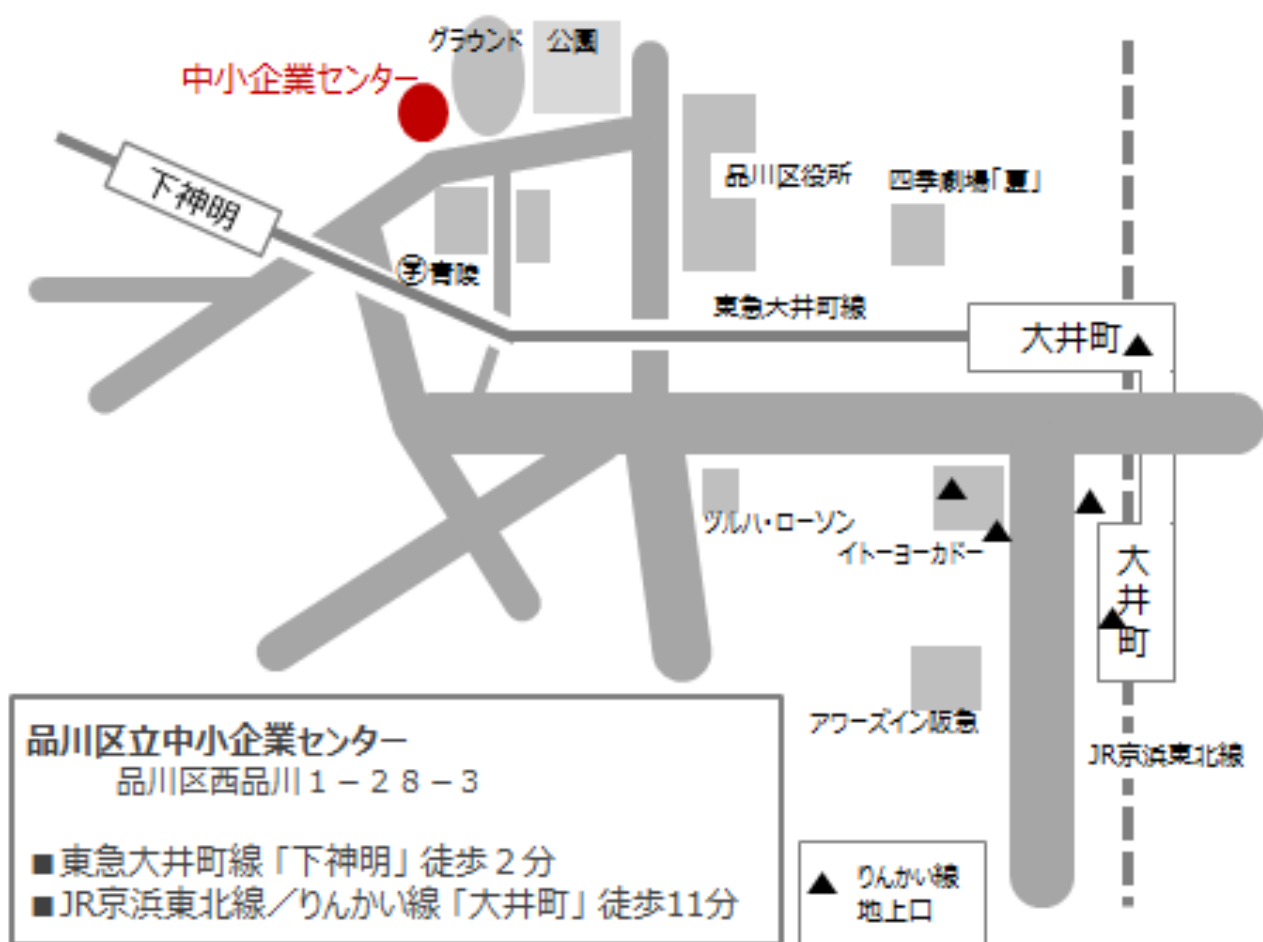 グラウンド
公園
中小企業センター
下神明
品川区役所
四季劇場「夏」
㋕青陵
東急大井町線
大井町
ツルハ・ローソン
イトーヨーカドー
大井町
アワーズイン阪急
JR京浜東北線
品川区立中小企業センター
品川区西品川1－28－3
■東急大井町線「下神明」徒歩2分
■JR京浜東北線／りんかい線「大井町」徒歩11分
▲ りんかい線
地上口